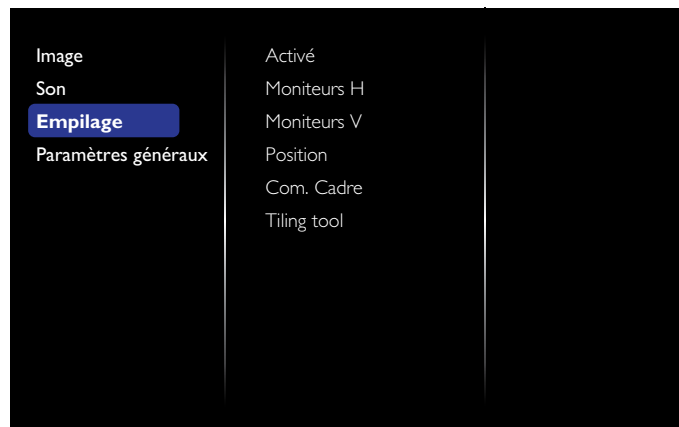 Image
Son
Empilage
Paramètres généraux
Activé
Moniteurs H
Moniteurs V
Position
Com. Cadre
Tiling tool